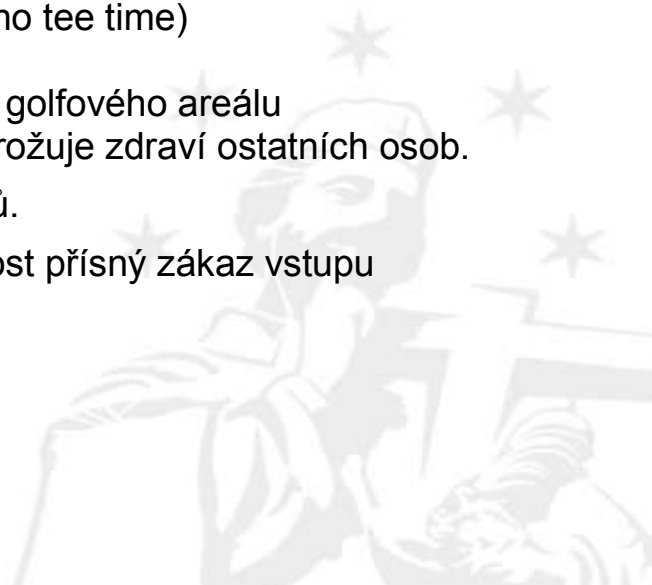 no tee time)
golfového areálu
rožuje zdraví ostatních osob.
ů.
ost přísný zákaz vstupu